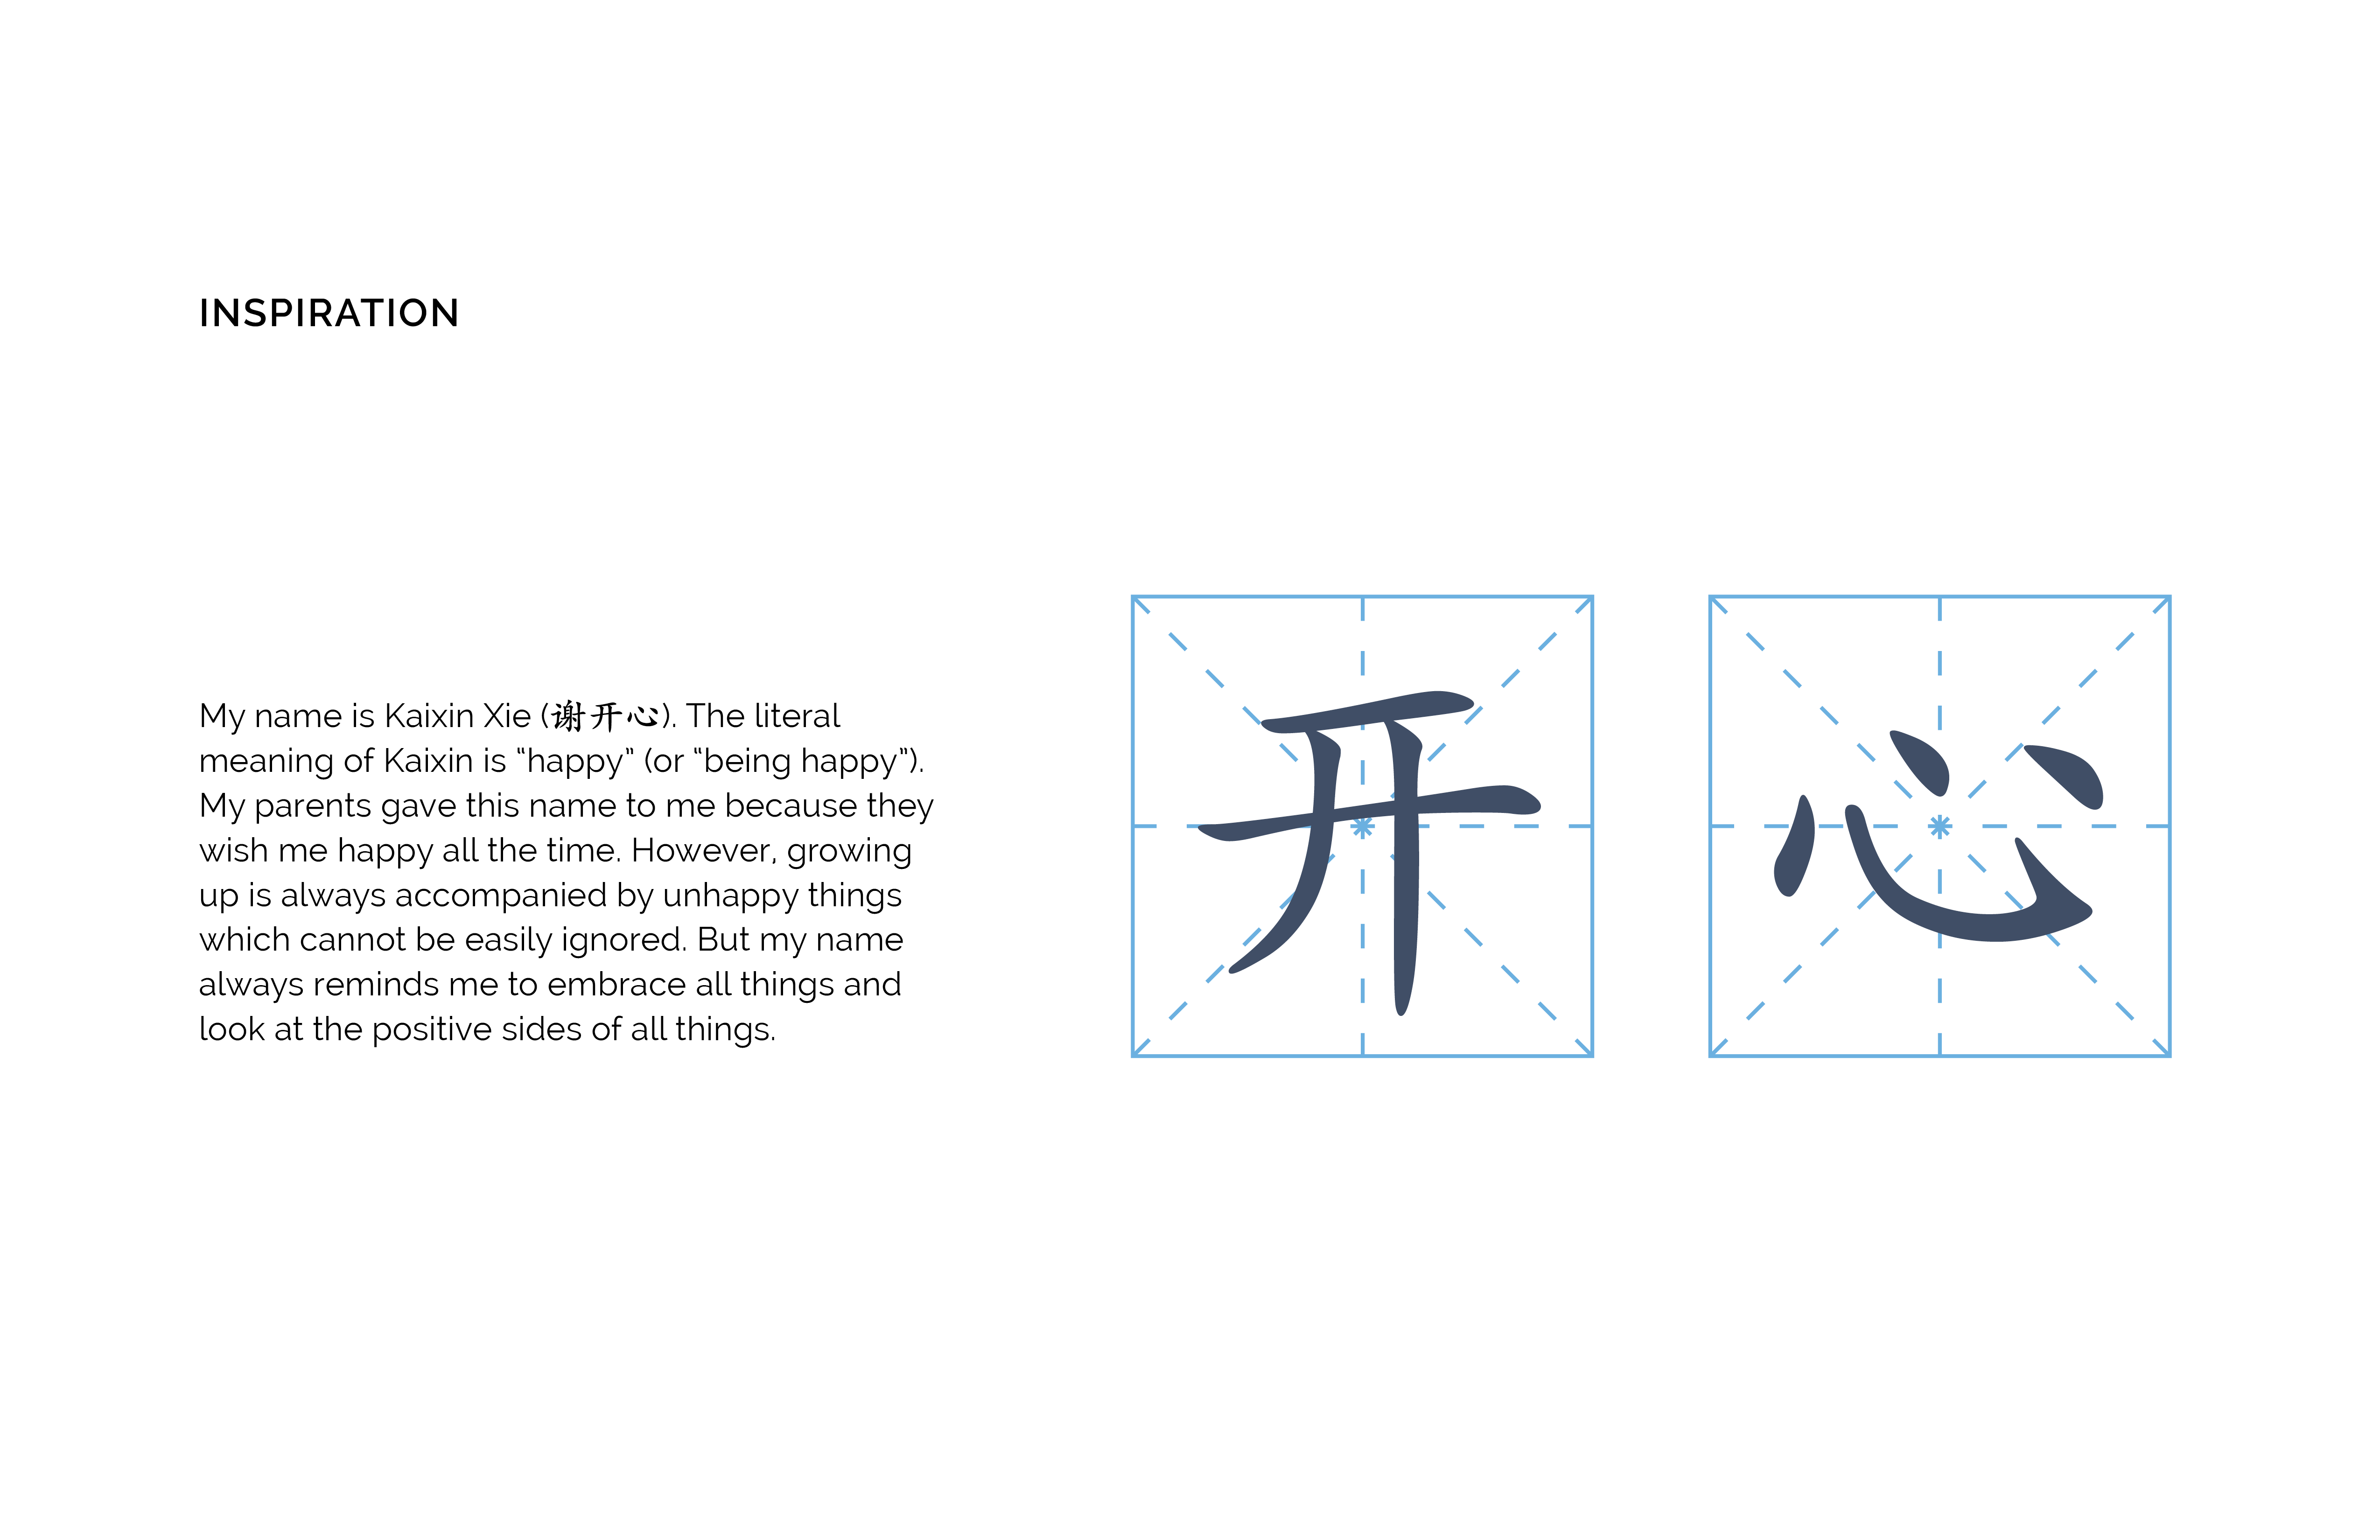 INSPIRATION
My name is Kaixin Xie (谢开心). The literal
meaning of Kaixin is “happy” (or “being happy”).
My parents gave this name to me because they
wish me happy all the time. However, growing
up is always accompanied by unhappy things
which cannot be easily ignored. But my name
always reminds me to embrace all things and
look at the positive sides of all things.
开心